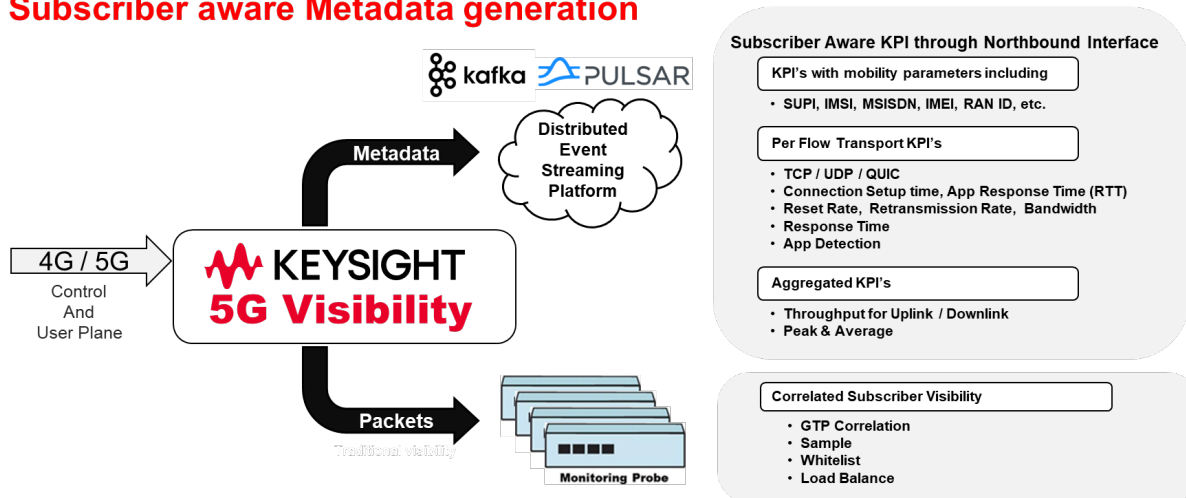 Subscriber aware Metadata generation
kafka
PULSAR
Distributed
Event
Streaming
Platform
Metadata
4G / 5G
Control
And
User Plane
KEYSIGHT
5G Visibility
Packets
Traditional visibility
Monitoring Probe
Subscriber Aware KPI through Northbound Interface
KPI's with mobility parameters including
• SUPI, IMSI, MSISDN, IMEI, RAN ID, etc.
Per Flow Transport KPI's
• TCP / UDP / QUIC
• Connection Setup time, App Response Time (RTT)
• Reset Rate, Retransmission Rate, Bandwidth
• Response Time
• App Detection
Aggregated KPI's
• Throughput for Uplink / Downlink
• Peak & Average
Correlated Subscriber Visibility
• GTP Correlation
• Sample
• Whitelist
• Load Balance